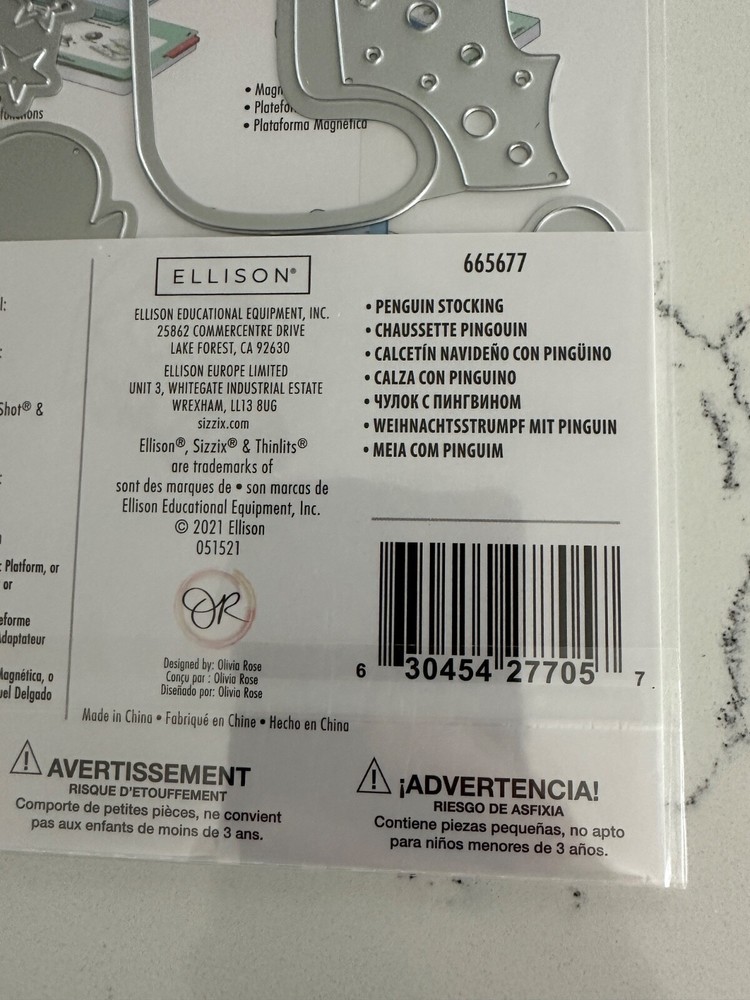 • Plataforma Magnética
ELLISON®
ELLISON EDUCATIONAL EQUIPMENT, INC.
25862 COMMERCENTRE DRIVE
LAKE FOREST, CA 92630
ELLISON EUROPE LIMITED
UNIT 3, WHITEGATE INDUSTRIAL ESTATE
WREXHAM, LL13 8UG
sizzix.com
Ellison®, Sizzix® & Thinlits®
are trademarks of
sont des marques de • son marcas de
Ellison Educational Equipment, Inc.
© 2021 Ellison
051521
OR
Designed by: Olivia Rose
Conçu par : Olivia Rose
Diseñado por: Olivia Rose
Made in China • Fabriqué en Chine • Hecho en China
665677
• PENGUIN STOCKING
• CHAUSSETTE PINGOUIN
• CALCETÍN NAVIDEÑO CON PINGÜINO
• CALZA CON PINGUINO
• ЧУЛОК С ПИНГВИНОМ
• WEIHNACHTSSTRUMPF MIT PINGUIN
• MEIA COM PINGUIM
6 30454 27705 7
Shot® &
Platform, or
or
Adaptateur
Magnética, o
Delgado
AVERTISSEMENT
RISQUE D'ETOUFFEMENT
Comporte de petites pièces, ne convient
pas aux enfants de moins de 3 ans.
¡ADVERTENCIA!
RIESGO DE ASFIXIA
Contiene piezas pequeñas, no apto
para niños menores de 3 años.